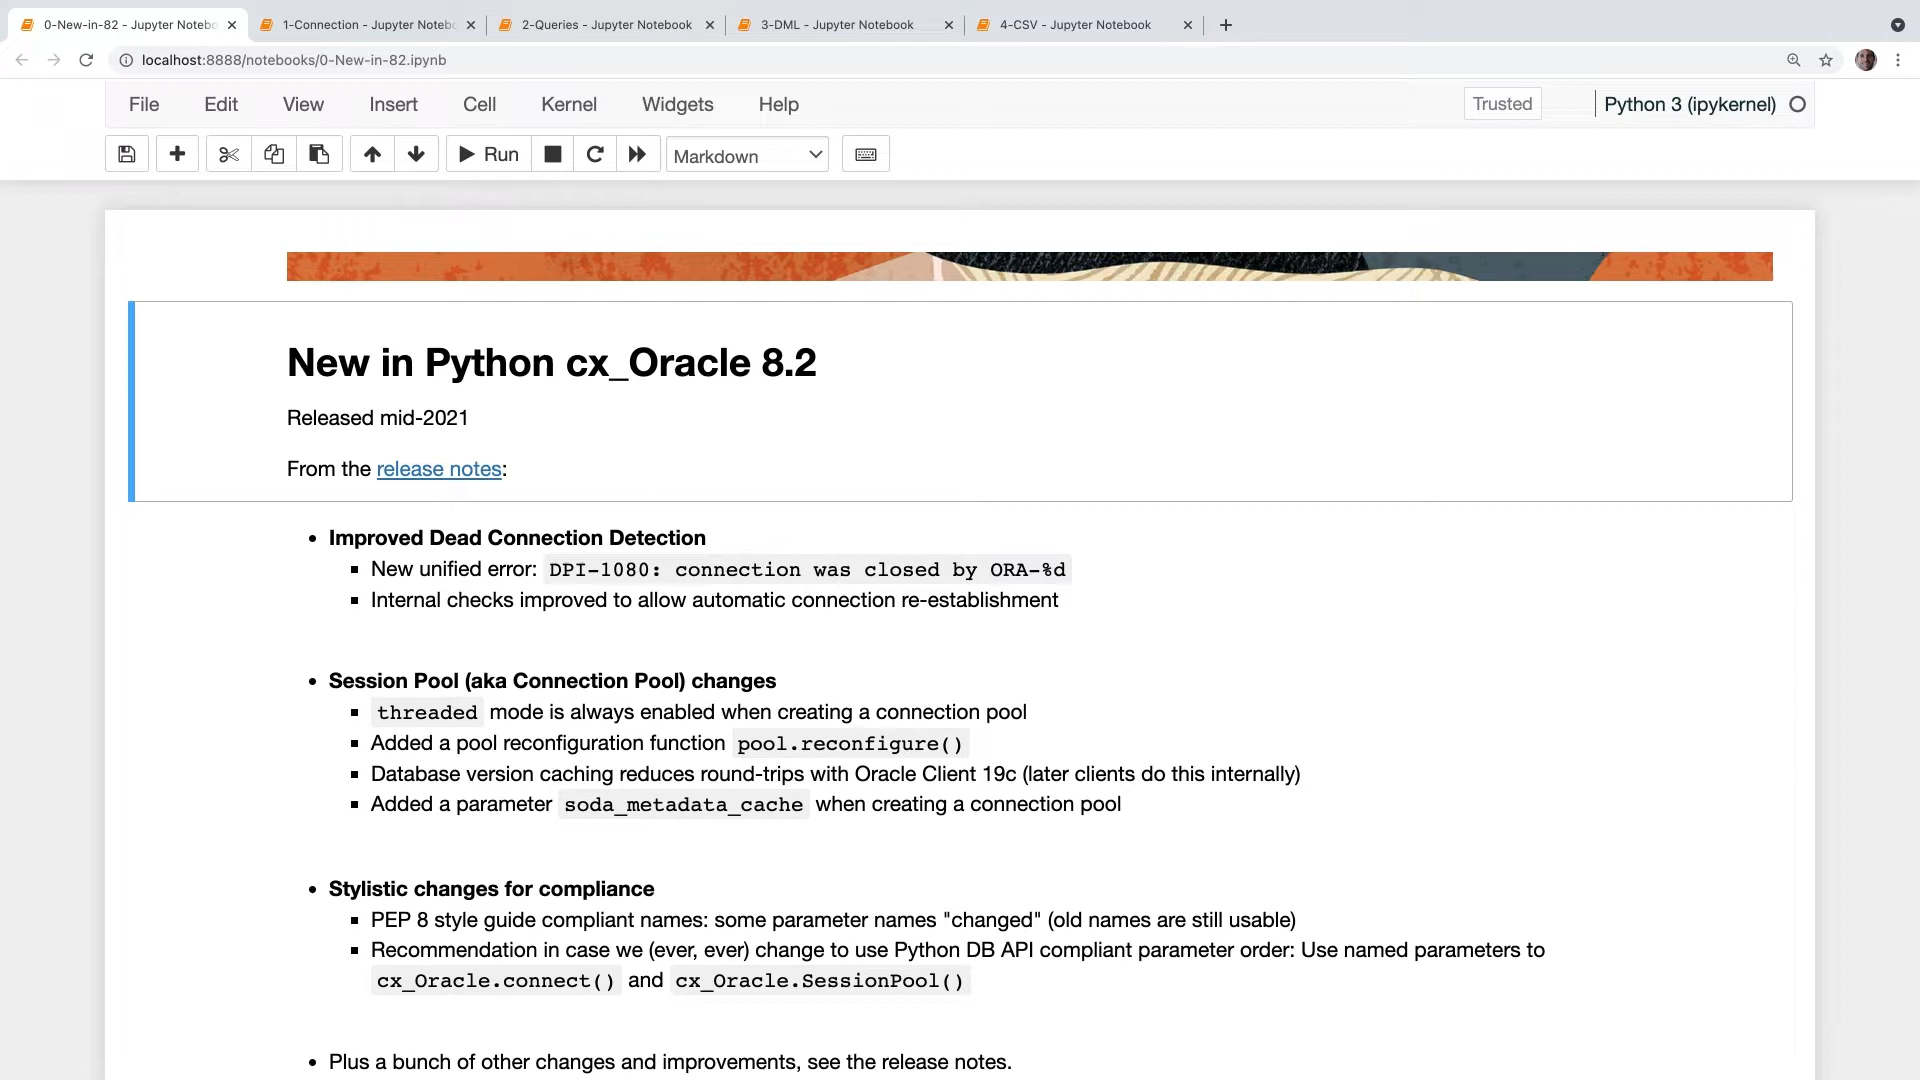 0-New-in-82 - Jupyter Notebo
1-Connection - Jupyter Noteb
2-Queries - Jupyter Notebook
3-DML - Jupyter Notebook
4-CSV - Jupyter Notebook
localhost:8888/notebooks/0-New-in-82.ipynb
File Edit View Insert Cell Kernel Widgets Help Trusted Python 3 (ipykernel)
Run Markdown
New in Python cx_Oracle 8.2
Released mid-2021
From the release notes:
Improved Dead Connection Detection
New unified error: DPI-1080: connection was closed by ORA-%d
Internal checks improved to allow automatic connection re-establishment
Session Pool (aka Connection Pool) changes
threaded mode is always enabled when creating a connection pool
Added a pool reconfiguration function pool.reconfigure()
Database version caching reduces round-trips with Oracle Client 19c (later clients do this internally)
Added a parameter soda_metadata_cache when creating a connection pool
Stylistic changes for compliance
PEP 8 style guide compliant names: some parameter names "changed" (old names are still usable)
Recommendation in case we (ever, ever) change to use Python DB API compliant parameter order: Use named parameters to
cx_Oracle.connect() and cx_Oracle.SessionPool()
Plus a bunch of other changes and improvements, see the release notes.